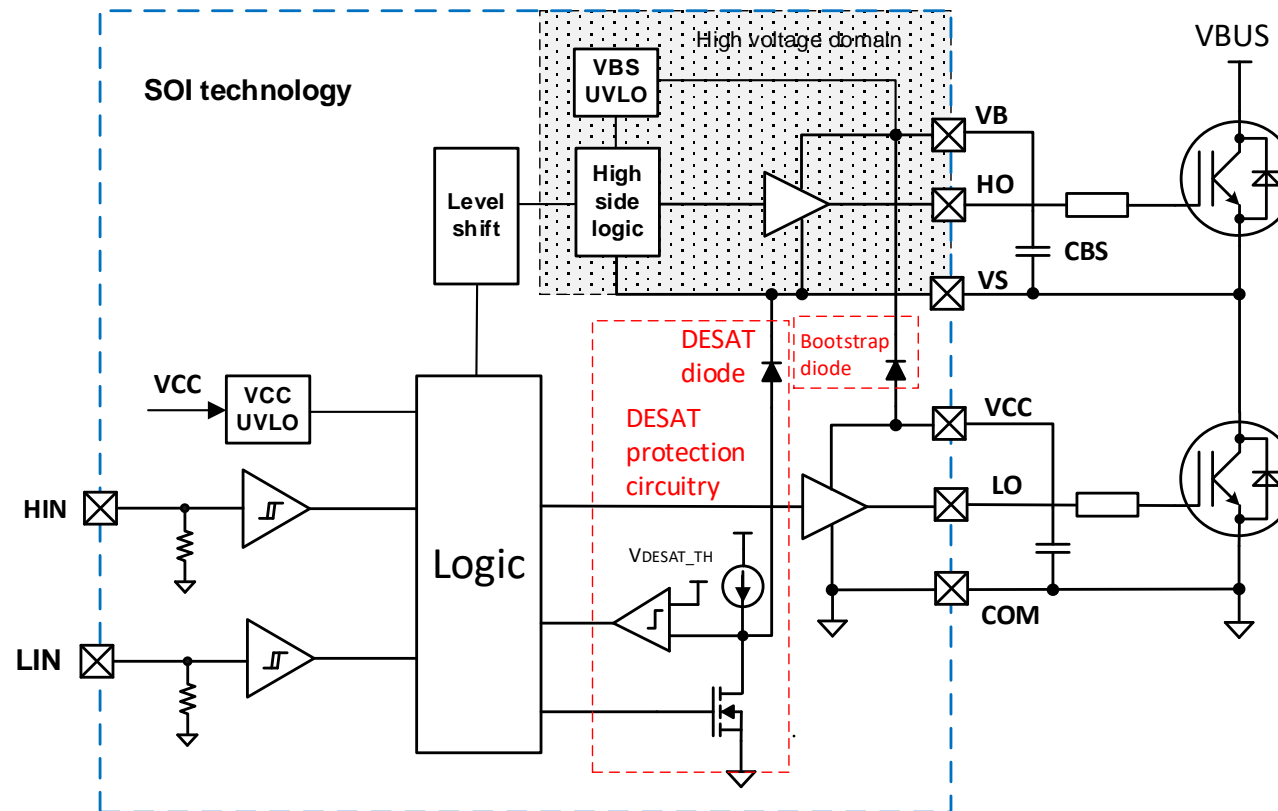 High voltage domain
VBUS
SOI technology
VBS
UVLO
VB
High
side
logic
Level
shift
HO
CBS
VS
DESAT
diode
Bootstrap
diode
VCC
VCC
UVLO
DESAT
protection
circuitry
VCC
LO
HIN
Logic
VDESAT_TH
COM
LIN